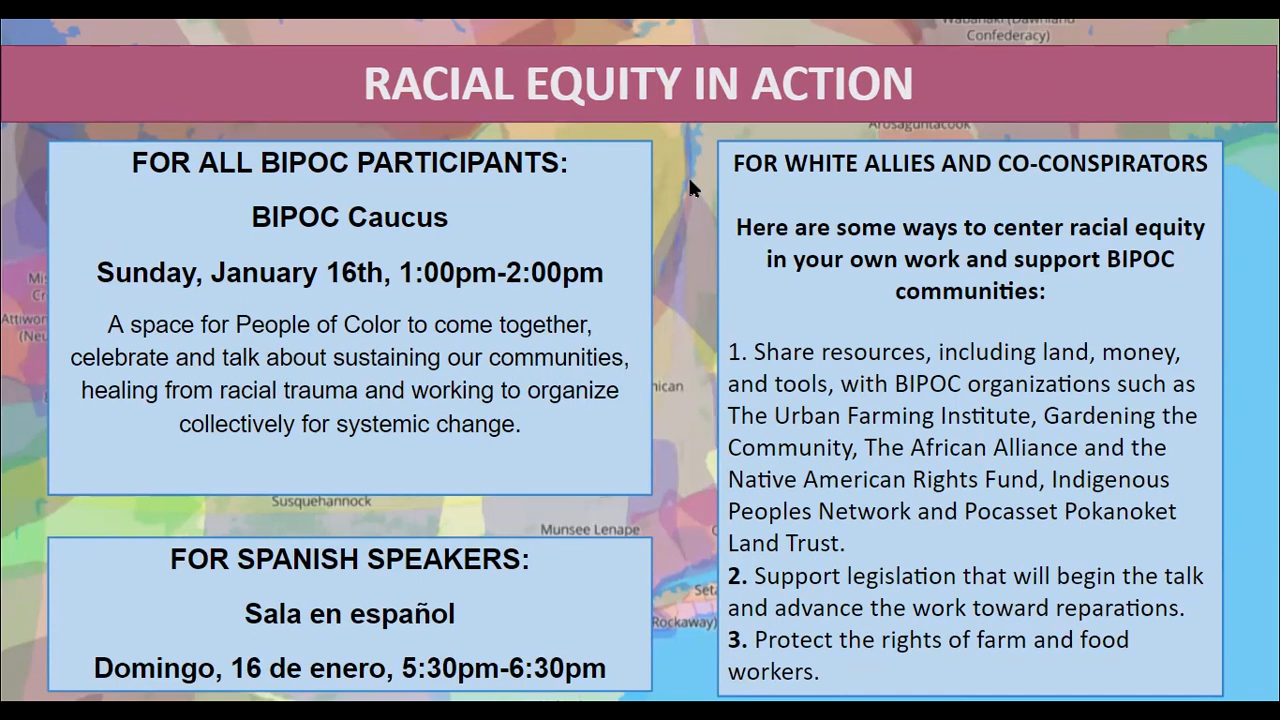 Wabanaki (Dawnland
Confederacy)
RACIAL EQUITY IN ACTION
Arosaguntacook
FOR ALL BIPOC PARTICIPANTS:
BIPOC Caucus
Sunday, January 16th, 1:00pm-2:00pm
A space for People of Color to come together,
celebrate and talk about sustaining our communities,
healing from racial trauma and working to organize
collectively for systemic change.
Susquehannock
Munsee Lenape
FOR SPANISH SPEAKERS:
Sala en español
Domingo, 16 de enero, 5:30pm-6:30pm
FOR WHITE ALLIES AND CO-CONSPIRATORS
Here are some ways to center racial equity
in your own work and support BIPOC
communities:
1. Share resources, including land, money,
and tools, with BIPOC organizations such as
The Urban Farming Institute, Gardening the
Community, The African Alliance and the
Native American Rights Fund, Indigenous
Peoples Network and Pocasset Pokanoket
Land Trust.
2. Support legislation that will begin the talk
and advance the work toward reparations.
3. Protect the rights of farm and food
workers.
Rockaway)